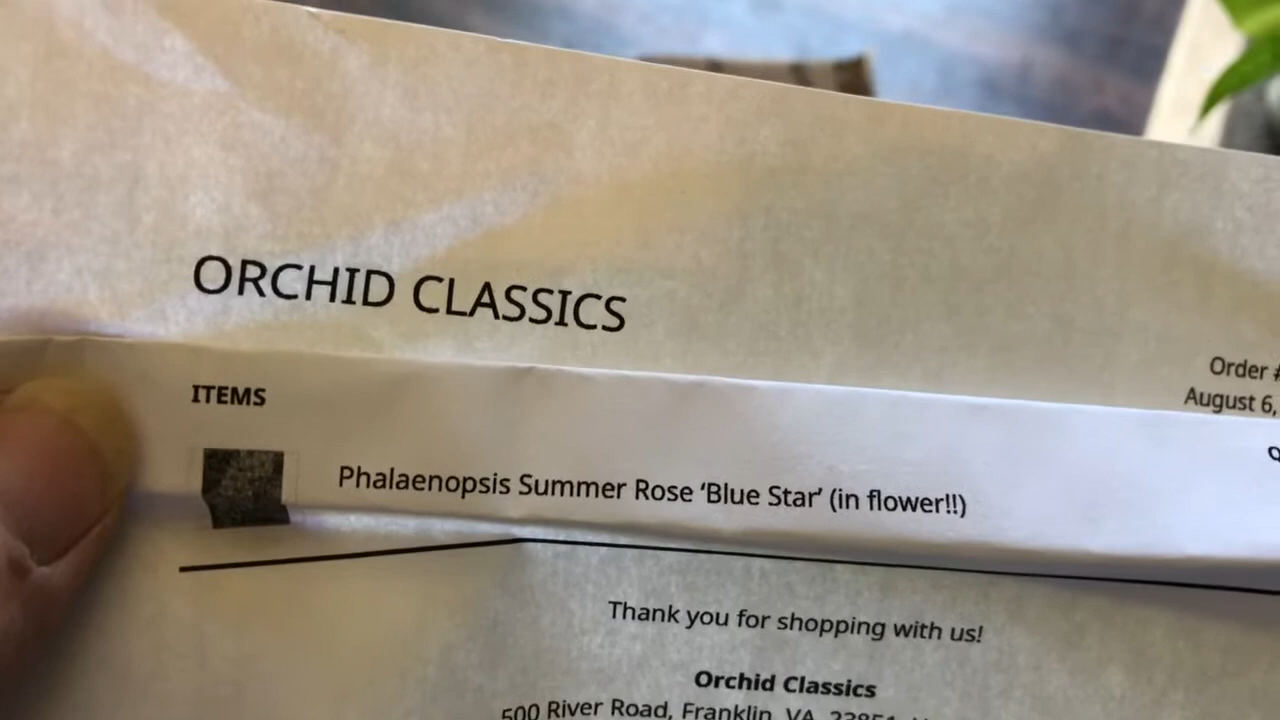 ORCHID CLASSICS
Order #
August 6,
ITEMS
Phalaenopsis Summer Rose ‘Blue Star’ (in flower!!)
Thank you for shopping with us!
Orchid Classics
500 River Road, Franklin, VA, 23851,